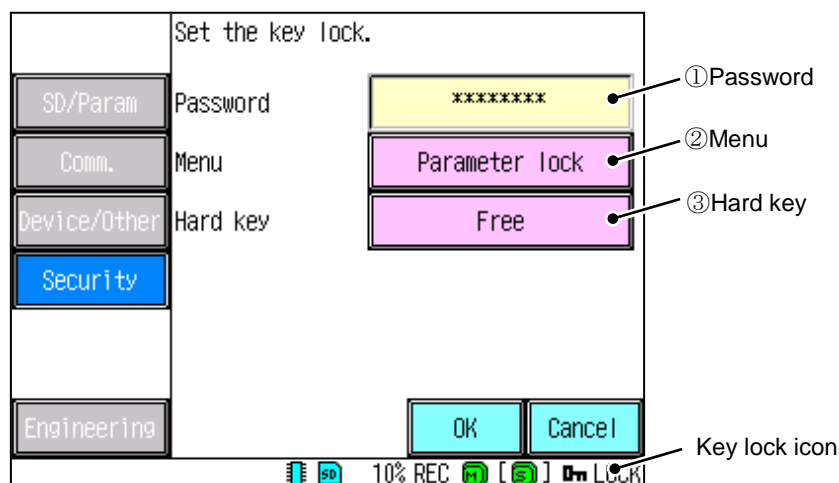 Set the key lock.
SD/Param
Password
********
①Password
Comm.
Menu
Parameter lock
②Menu
Device/Other
Hard key
Free
③Hard key
Security
Engineering
OK
Cancel
Key lock icon
SD 10% REC M [S] LOCK